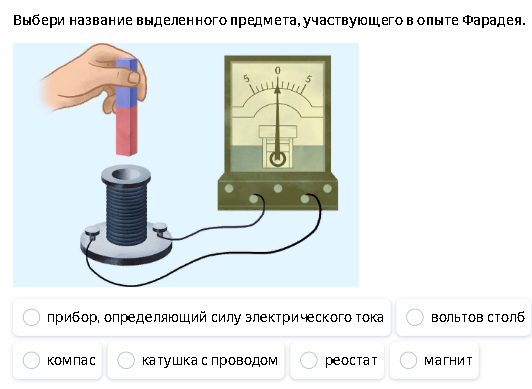 Выбери название выделенного предмета, участвующего в опыте Фарадея.
5 0 5
прибор, определяющий силу электрического тока
вольтов столб
компас
катушка с проводом
реостат
магнит